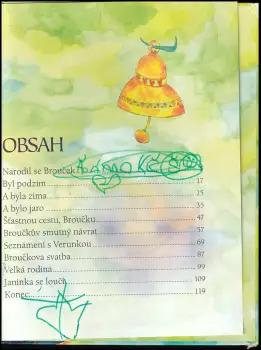 OBSAH
Narodil se Brouček
Byl podzim 17
A byla zima 25
A bylo jaro 35
Šťastnou cestu, Broučku 47
Broučkův smutný návrat 57
Seznámení s Verunkou 69
Broučkova svatba 87
Velká rodina 99
Janinka se loučí 109
Konec 119